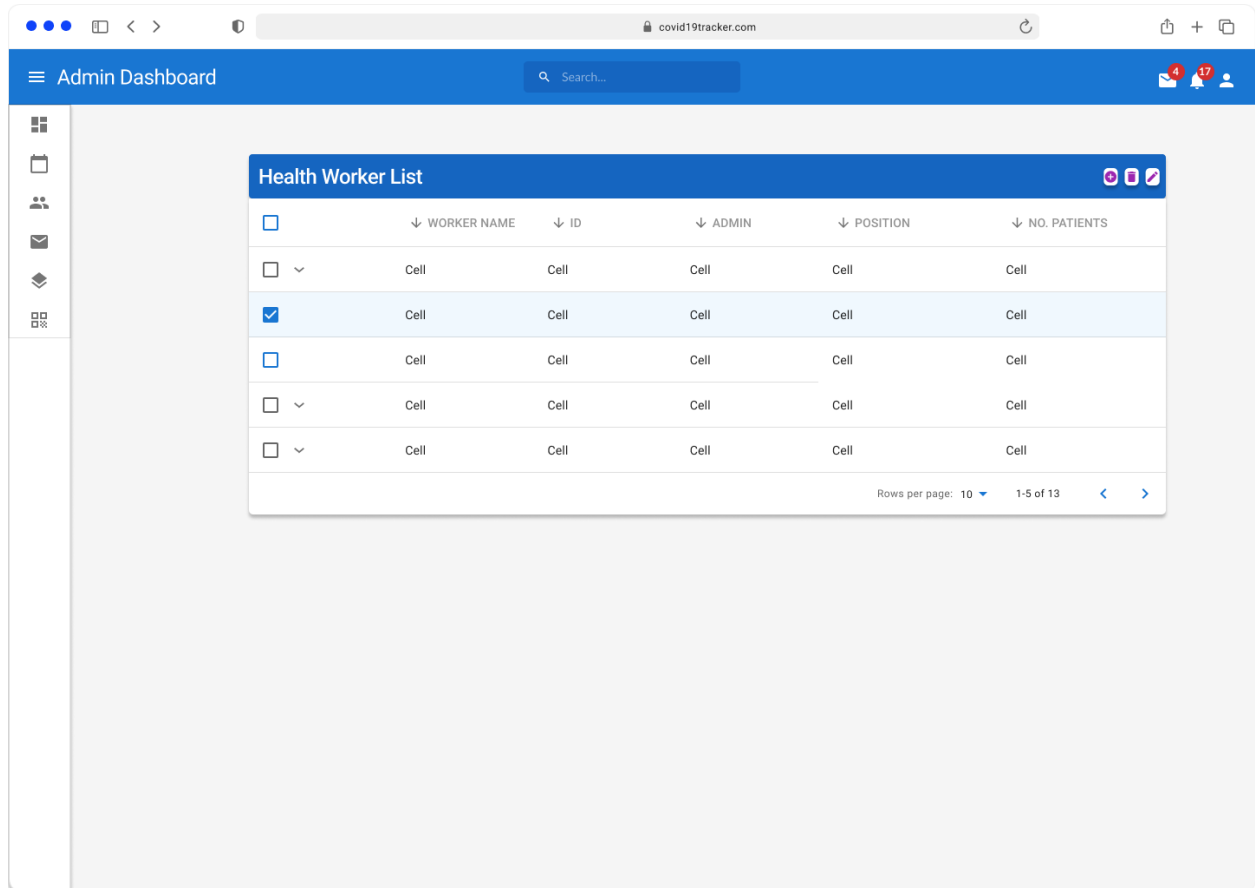 covid19tracker.com
Admin Dashboard Search... 4 17
Health Worker List
WORKER NAME ID ADMIN POSITION NO. PATIENTS
Cell Cell Cell Cell Cell
Cell Cell Cell Cell Cell
Cell Cell Cell Cell Cell
Cell Cell Cell Cell Cell
Cell Cell Cell Cell Cell
Rows per page: 10 1-5 of 13